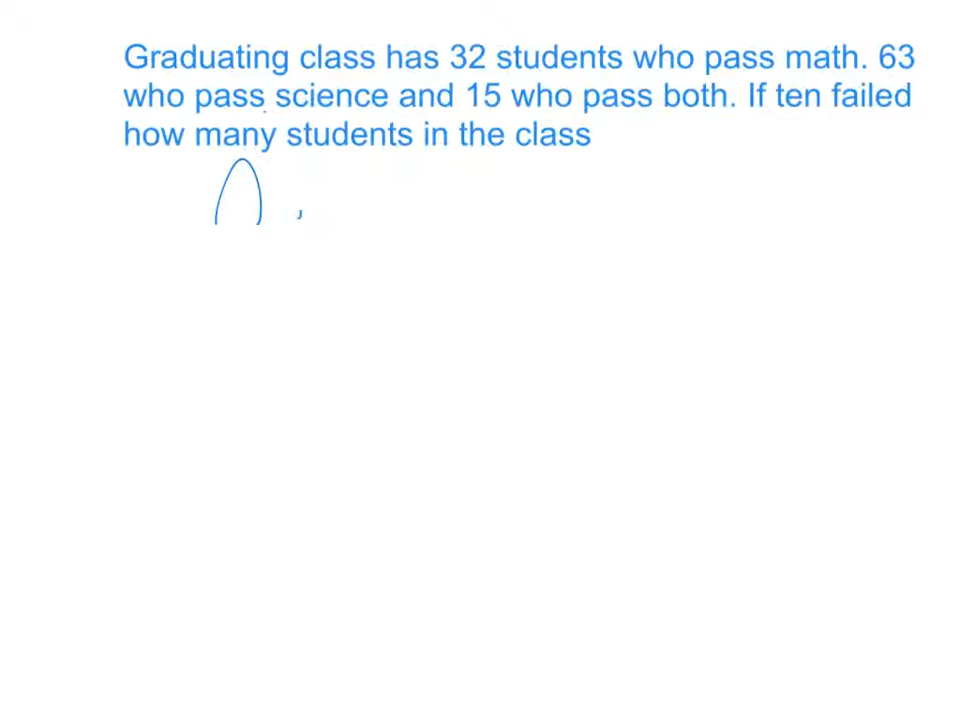 Graduating class has 32 students who pass math. 63
who pass science and 15 who pass both. If ten failed
how many students in the class